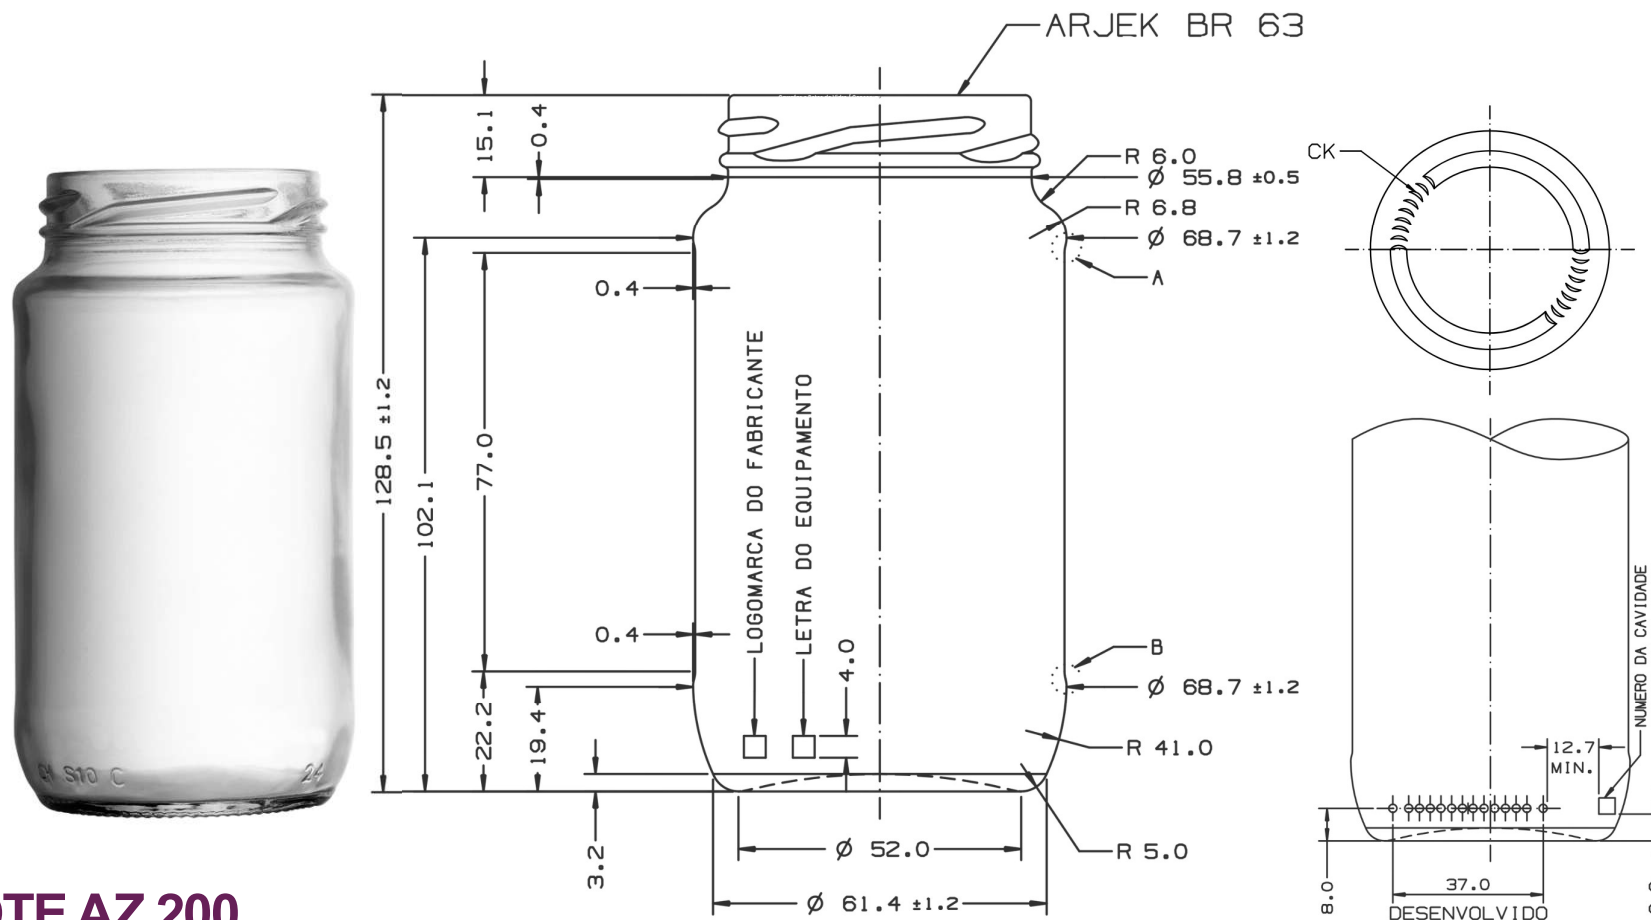 ARJEK BR 63
15.1
0.4
R 6.0
Ø 55.8 ±0.5
R 6.8
Ø 68.7 ±1.2
A
0.4
128.5 ±1.2
102.1
77.0
LOGOMARCA DO FABRICANTE
LETRA DO EQUIPAMENTO
0.4
4.0
B
Ø 68.7 ±1.2
22.2
19.4
R 41.0
3.2
Ø 52.0
R 5.0
Ø 61.4 ±1.2
CK
NUMERO DA CAVIDADE
12.7
MIN.
8.0
37.0
DESENVOLVIDO
S10 C
24
AZ 200